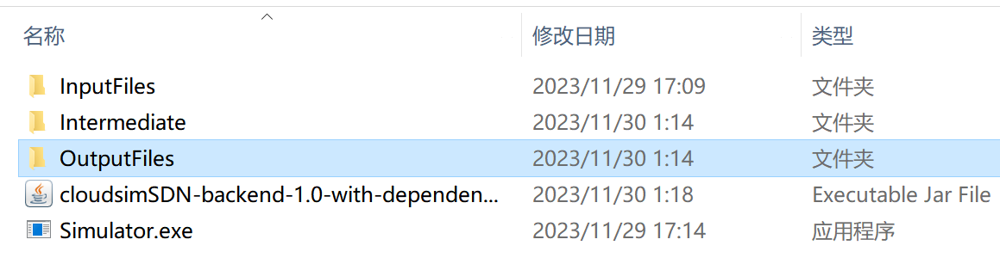 名称 修改日期 类型
InputFiles 2023/11/29 17:09 文件夹
Intermediate 2023/11/30 1:14 文件夹
OutputFiles 2023/11/30 1:14 文件夹
cloudsimSDN-backend-1.0-with-dependen... 2023/11/30 1:18 Executable Jar File
Simulator.exe 2023/11/29 17:14 应用程序